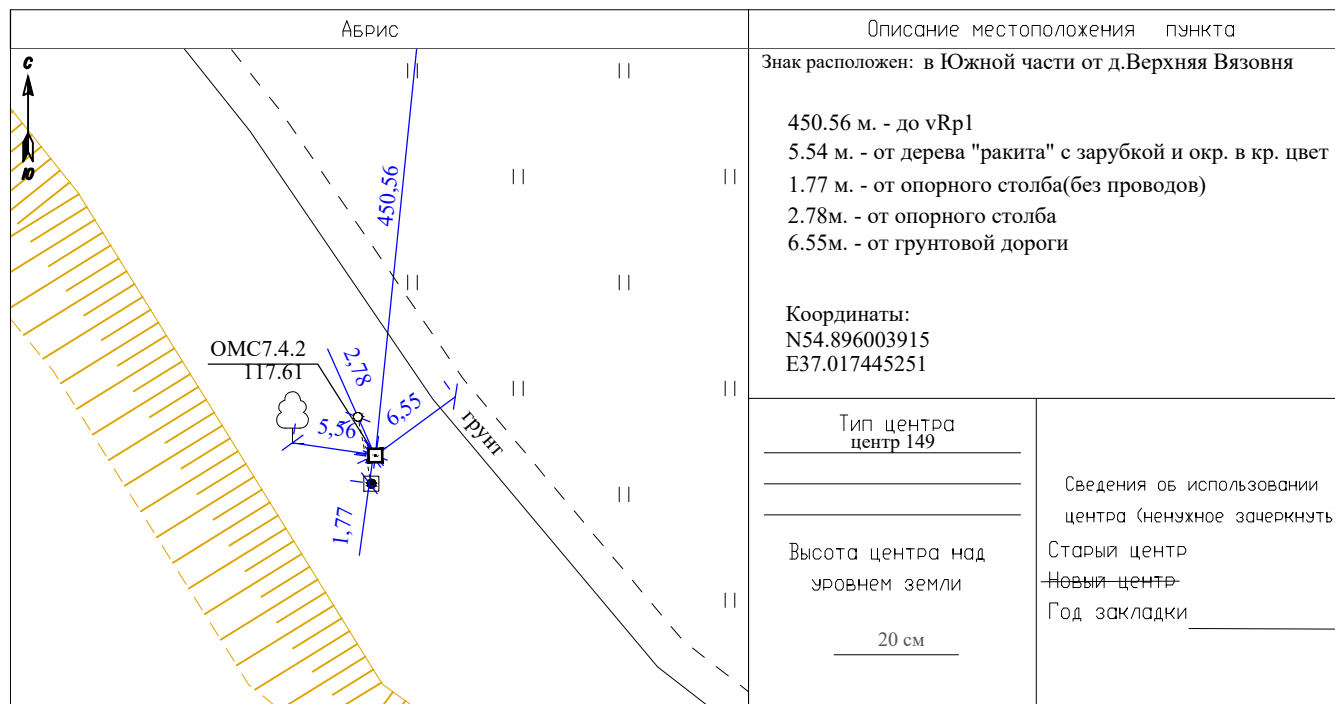 Абрис
Описание местоположения пункта
С
Ю
450,56
ОМС7.4.2
117.61
2,78
6,55
5,56
грунт
1,77
Знак расположен: в Южной части от д.Верхняя Вязовня
450.56 м. - до vRp1
5.54 м. - от дерева "ракита" с зарубкой и окр. в кр. цвет
1.77 м. - от опорного столба(без проводов)
2.78м. - от опорного столба
6.55м. - от грунтовой дороги
Координаты:
N54.896003915
E37.017445251
Тип центра
центр 149
Высота центра над
уровнем земли
20 см
Сведения об использовании
центра (ненужное зачеркнуть
Старый центр
Новый центр
Год закладки